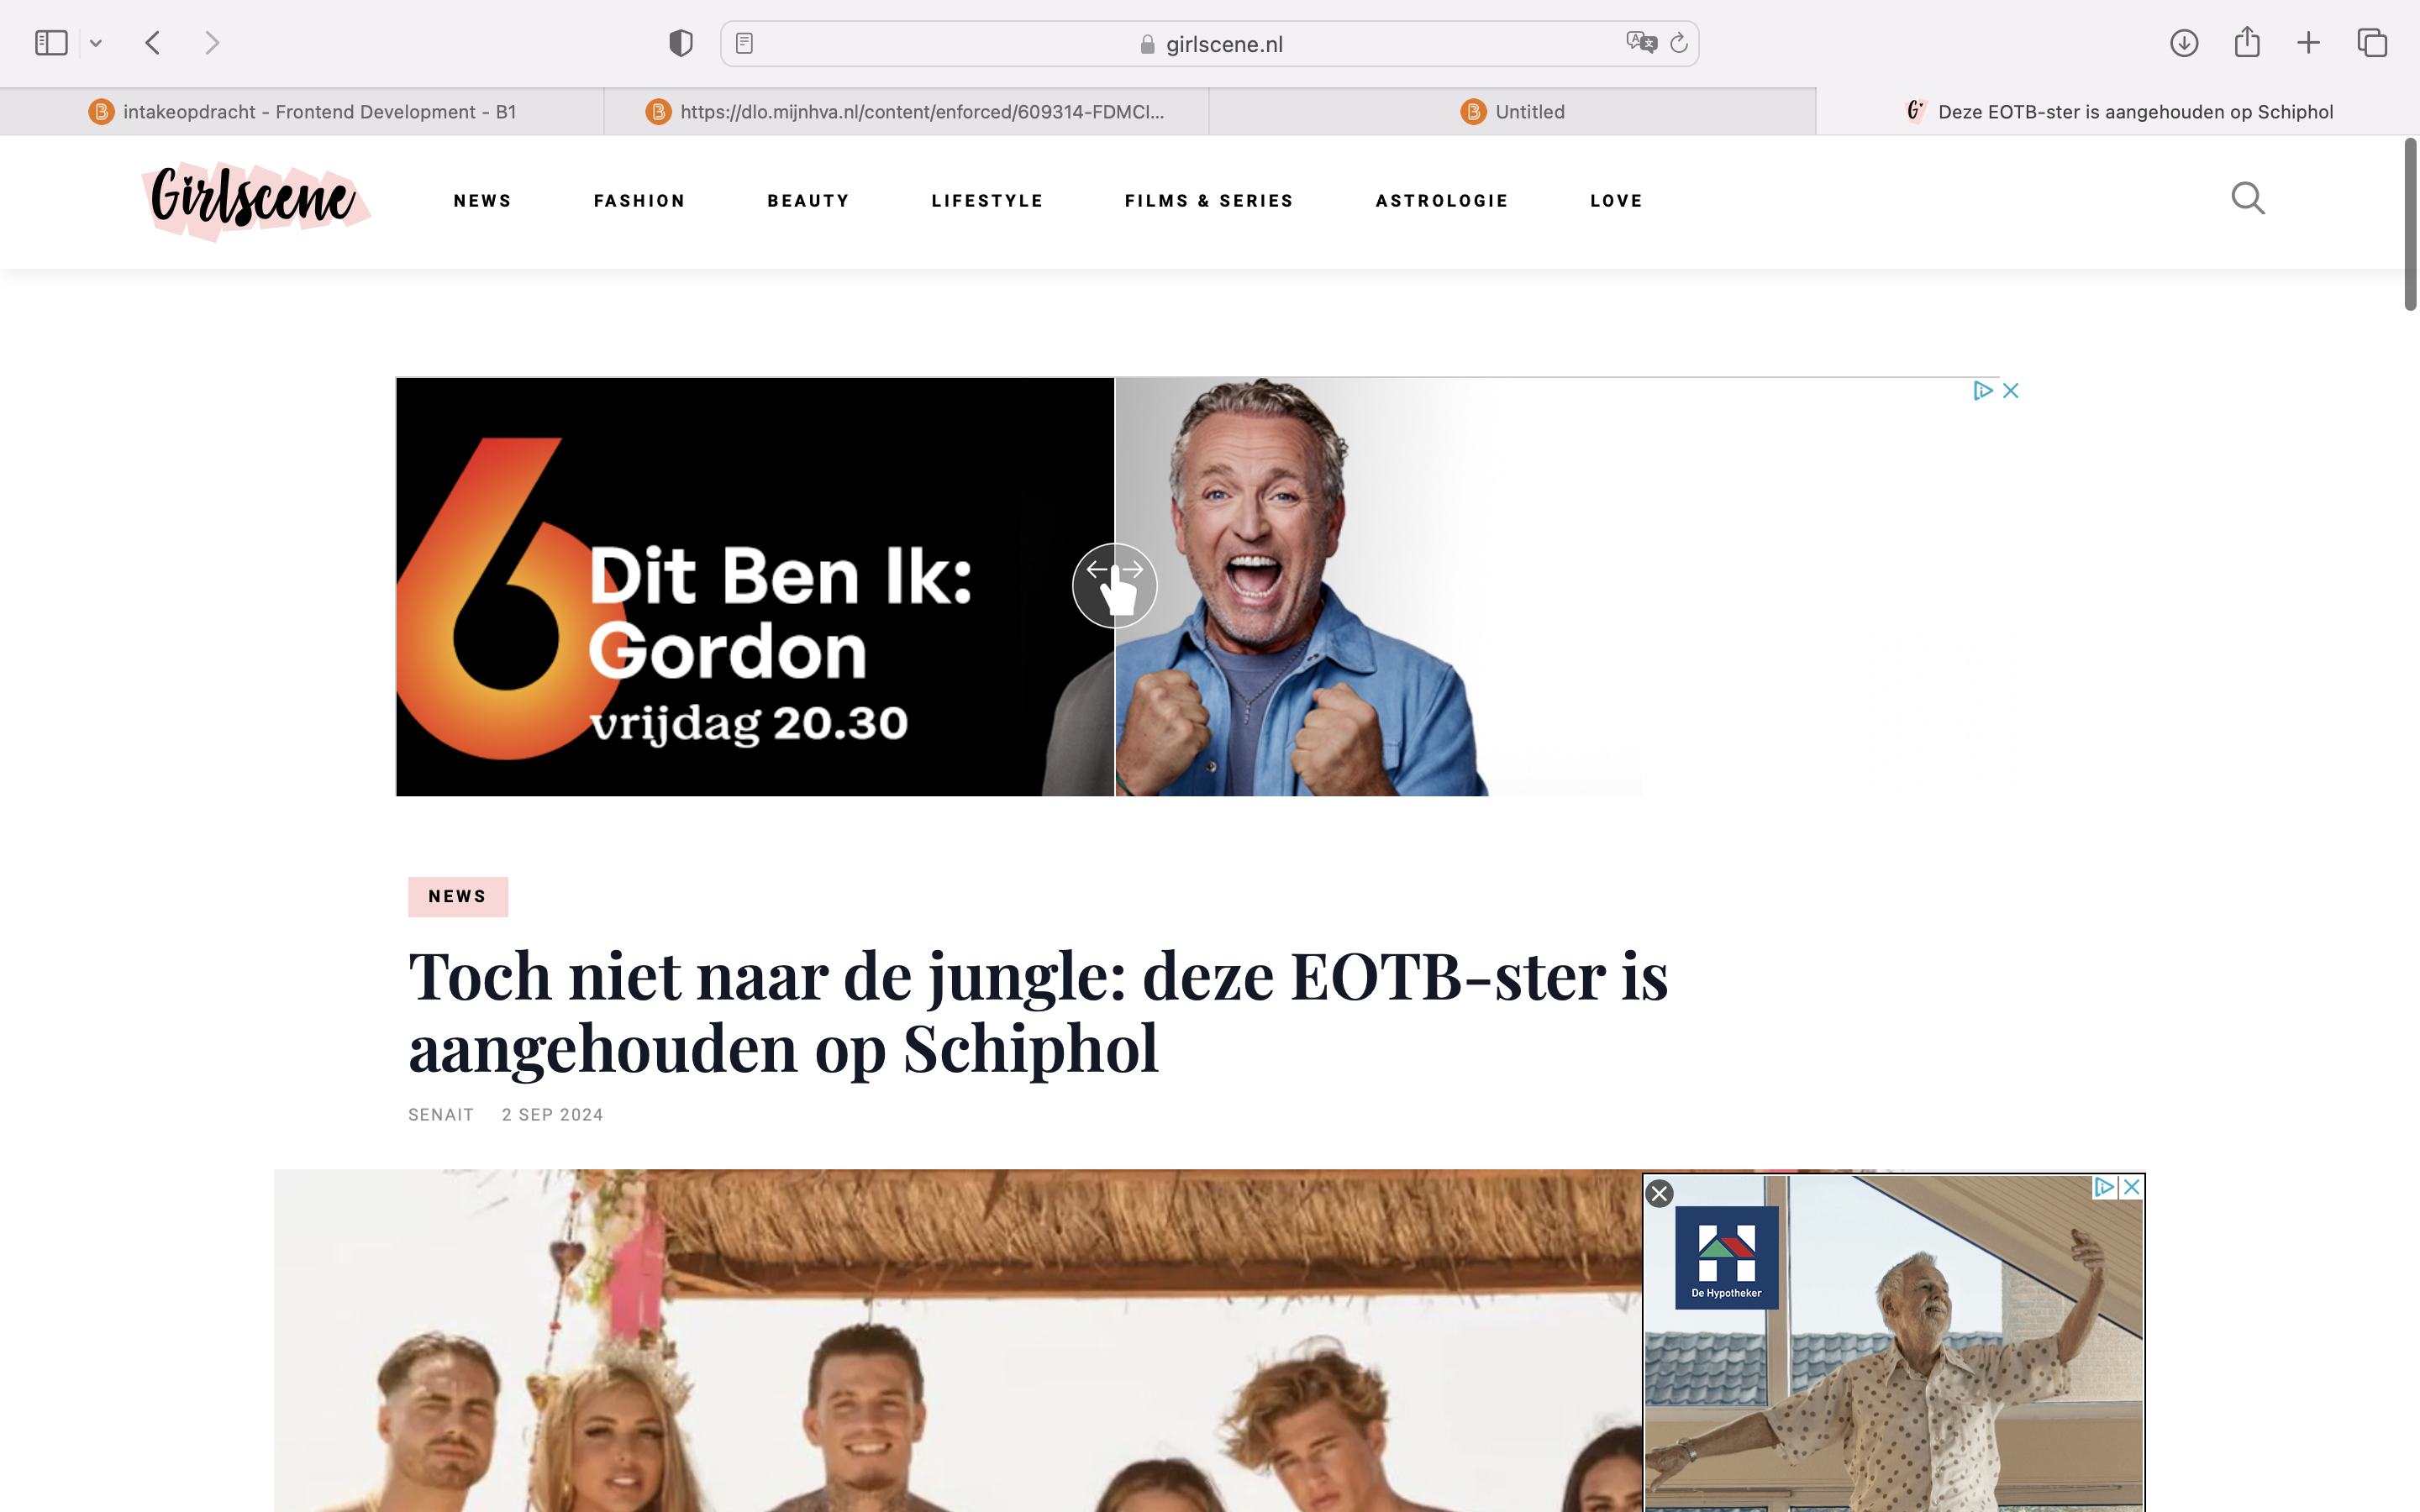 girlscene.nl
intakeopdracht - Frontend Development - B1
https://dlo.mijnhva.nl/content/enforced/609314-FDMCI...
Untitled
Deze EOTB-ster is aangehouden op Schiphol
Girlscene
NEWS
FASHION
BEAUTY
LIFESTYLE
FILMS & SERIES
ASTROLOGIE
LOVE
6
Dit Ben Ik:
Gordon
vrijdag 20.30
NEWS
Toch niet naar de jungle: deze EOTB-ster is
aangehouden op Schiphol
SENAIT 2 SEP 2024
De Hypotheker